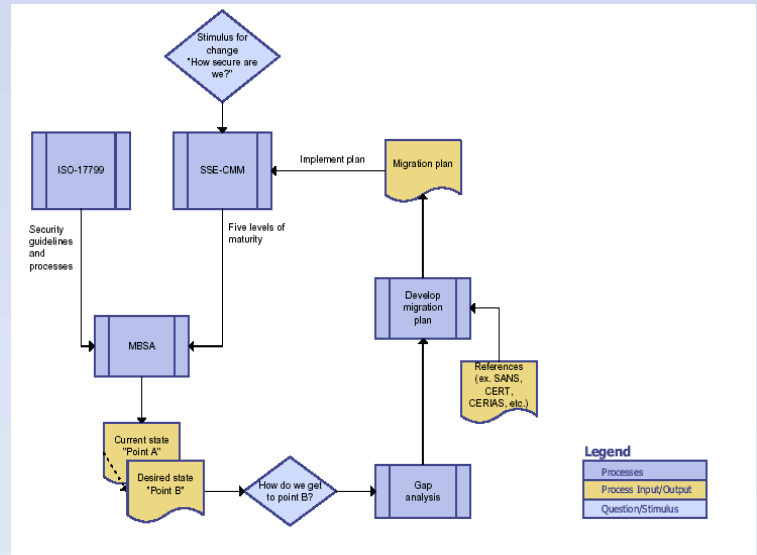 Stimulus for
change
"How secure are
we?"
ISO-17799
SSE-CMM
Implement plan
Migration plan
Security
guidelines
and
processes
Five levels of
maturity
Develop
migration
plan
MBSA
References
(ex. SANS,
CERT,
CERIAS, etc.)
Current state
"Point A"
Desired state
"Point B"
How do we get
to point B?
Gap
analysis
Legend
Processes
Process Input/Output
Question/Stimulus